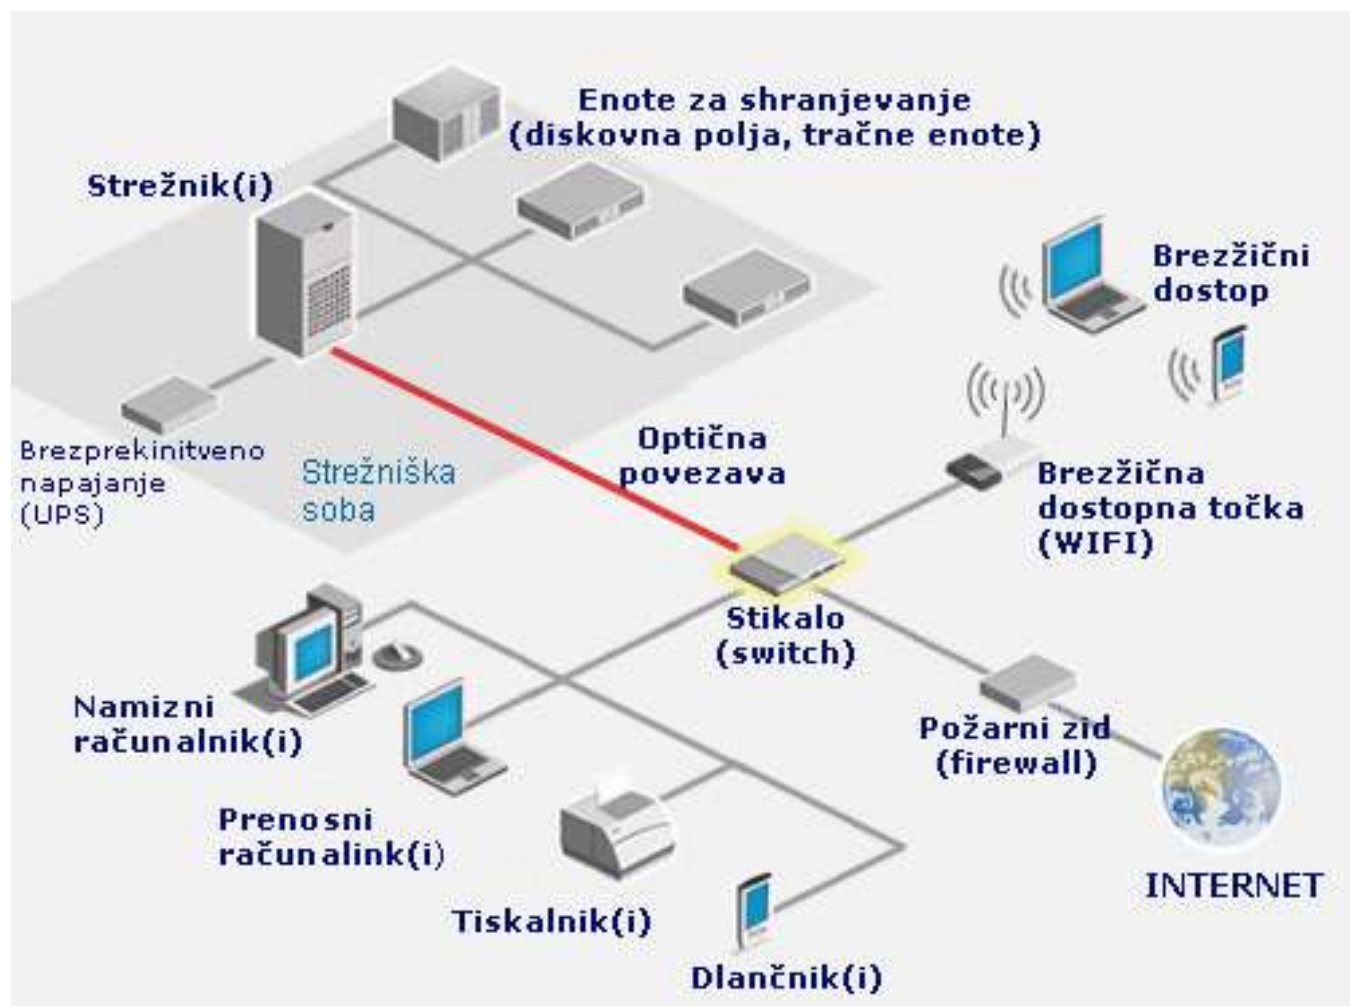 Enote za shranjevanje
(diskovna polja, tračne enote)
Strežnik(i)
Brezžični
dostop
Optična
povezava
Brezprekinitveno
napajanje
(UPS)
Strežniška
soba
Brezžična
dostopna točka
(WIFI)
Stikalo
(switch)
Namizni
računalnik(i)
Požarni zid
(firewall)
Prenosni
računalink(i)
INTERNET
Tiskalnik(i)
Dlančnik(i)